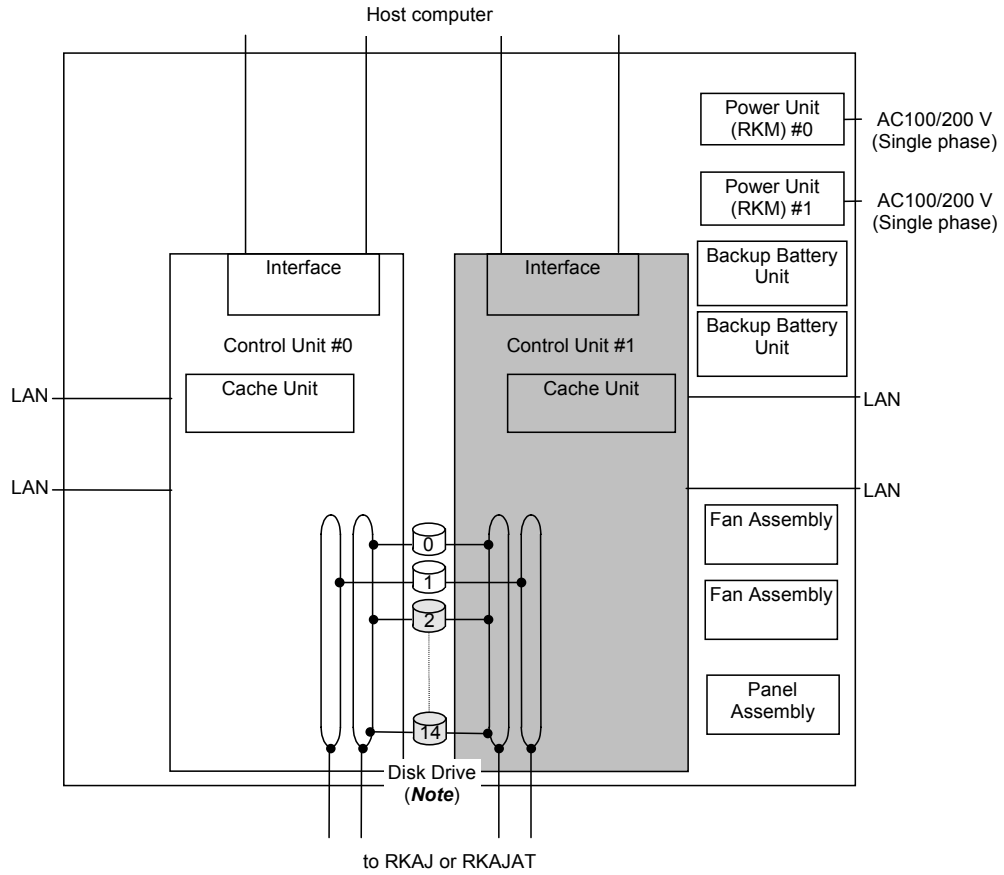 Host computer
Power Unit
(RKM) #0
AC100/200 V
(Single phase)
Power Unit
(RKM) #1
AC100/200 V
(Single phase)
Interface
Interface
Backup Battery
Unit
Backup Battery
Unit
Control Unit #0
Control Unit #1
Cache Unit
Cache Unit
LAN
LAN
LAN
LAN
Fan Assembly
Fan Assembly
0
1
2
14
Panel
Assembly
Disk Drive
(Note)
to RKAJ or RKAJAT